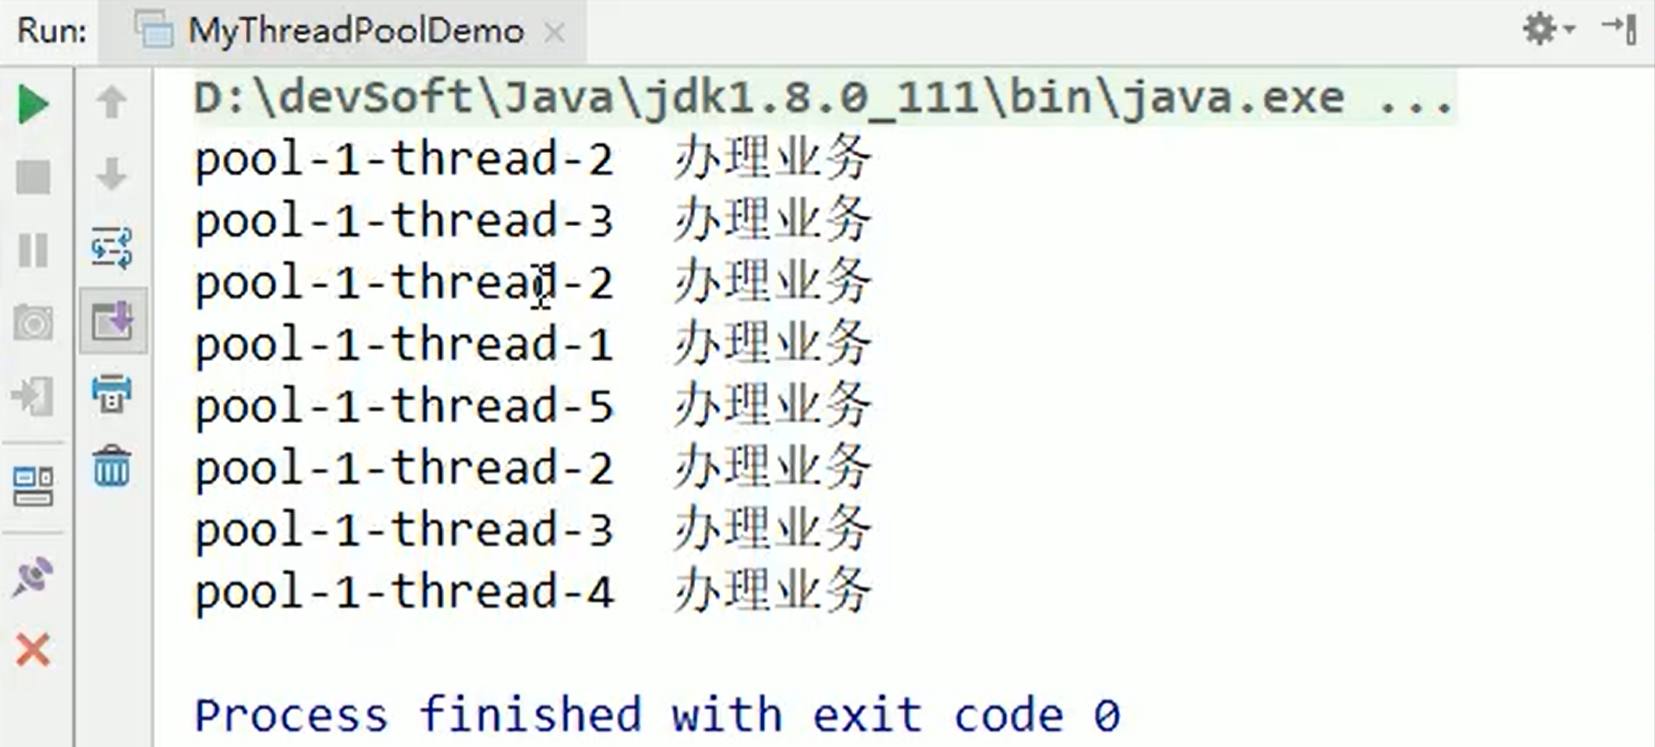 Run: MyThreadPoolDemo
D:\devSoft\Java\jdk1.8.0_111\bin\java.exe ...
pool-1-thread-2 办理业务
pool-1-thread-3 办理业务
pool-1-thread-2 办理业务
pool-1-thread-1 办理业务
pool-1-thread-5 办理业务
pool-1-thread-2 办理业务
pool-1-thread-3 办理业务
pool-1-thread-4 办理业务
Process finished with exit code 0